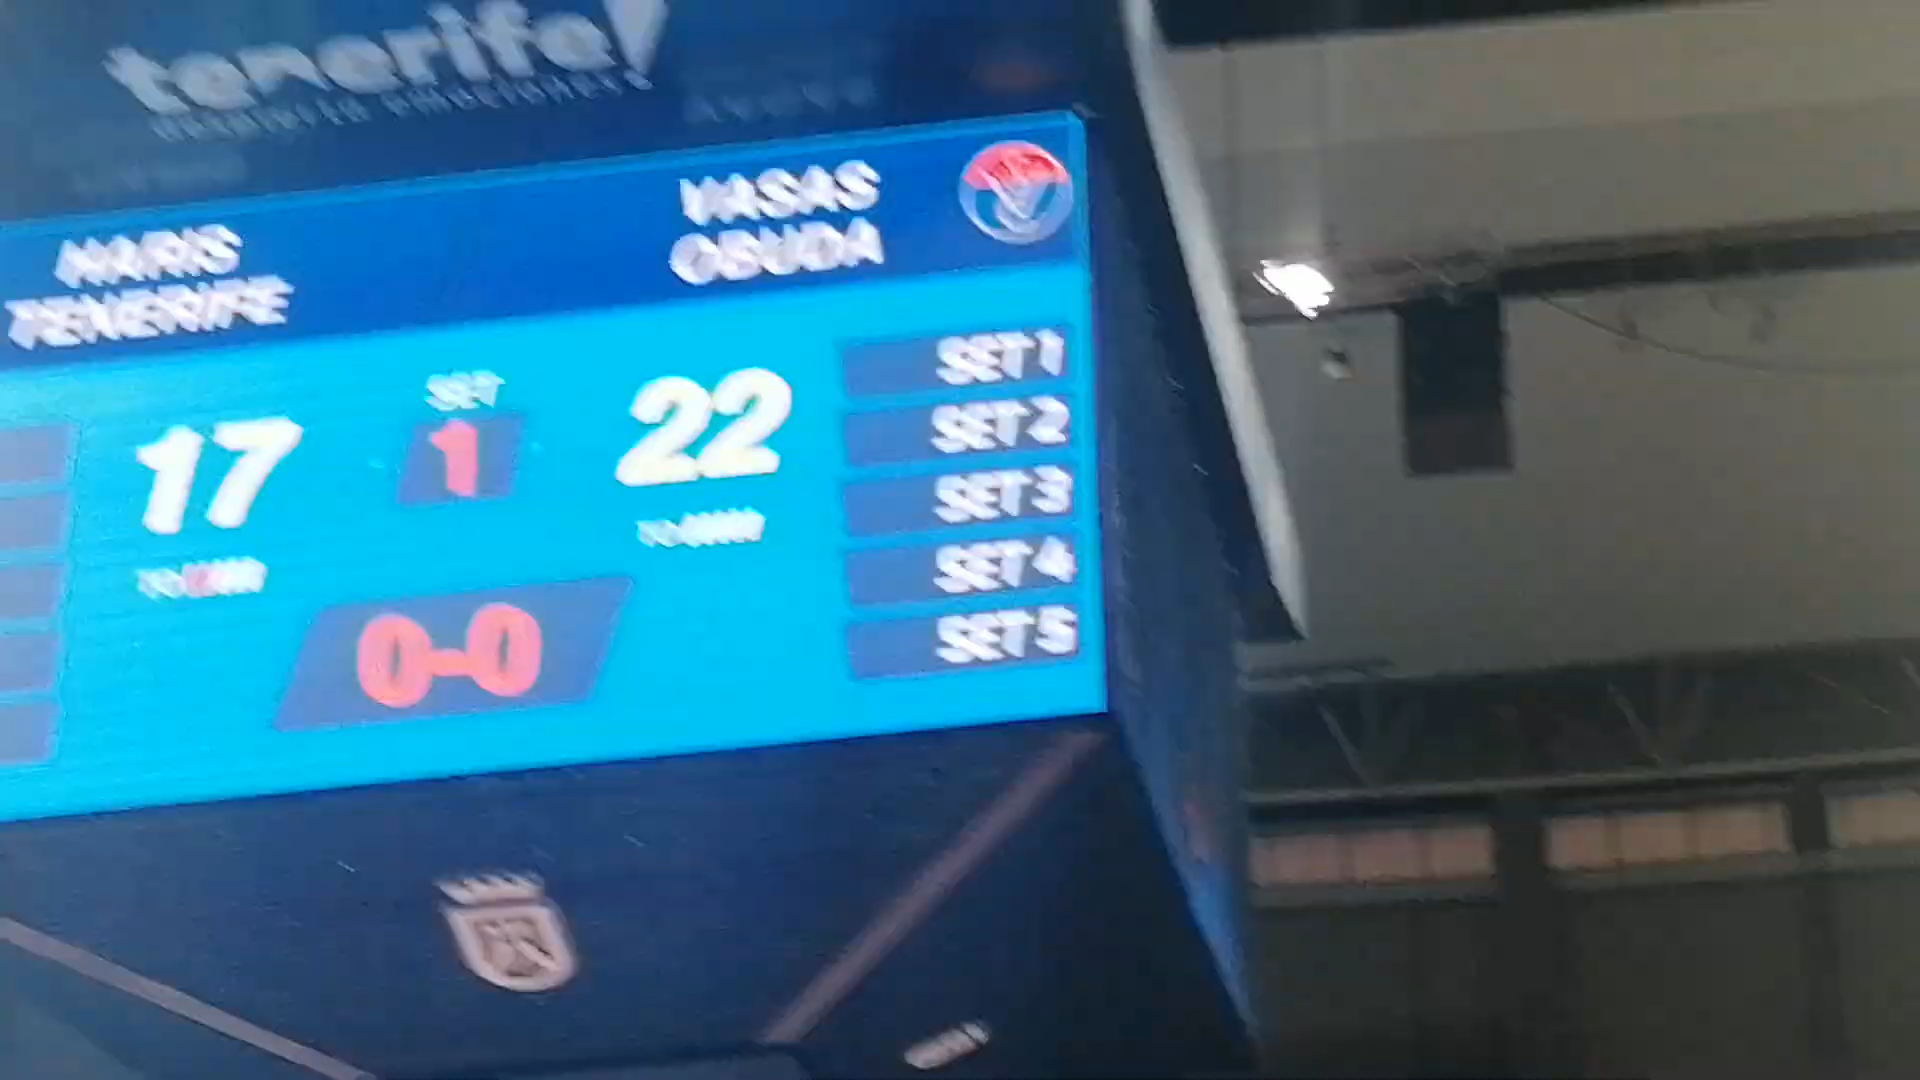 tenerife!
HARIS
TENERIFE
VASAS
OBUDA
17
SET
1
22
0-0
SET 1
SET 2
SET 3
SET 4
SET 5